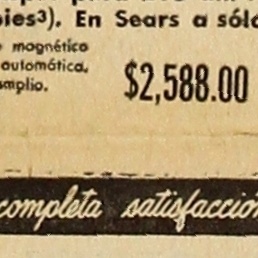 pies³). En Sears a sólo
magnético
automática,
amplio.
$2,588.00
completa satisfacción